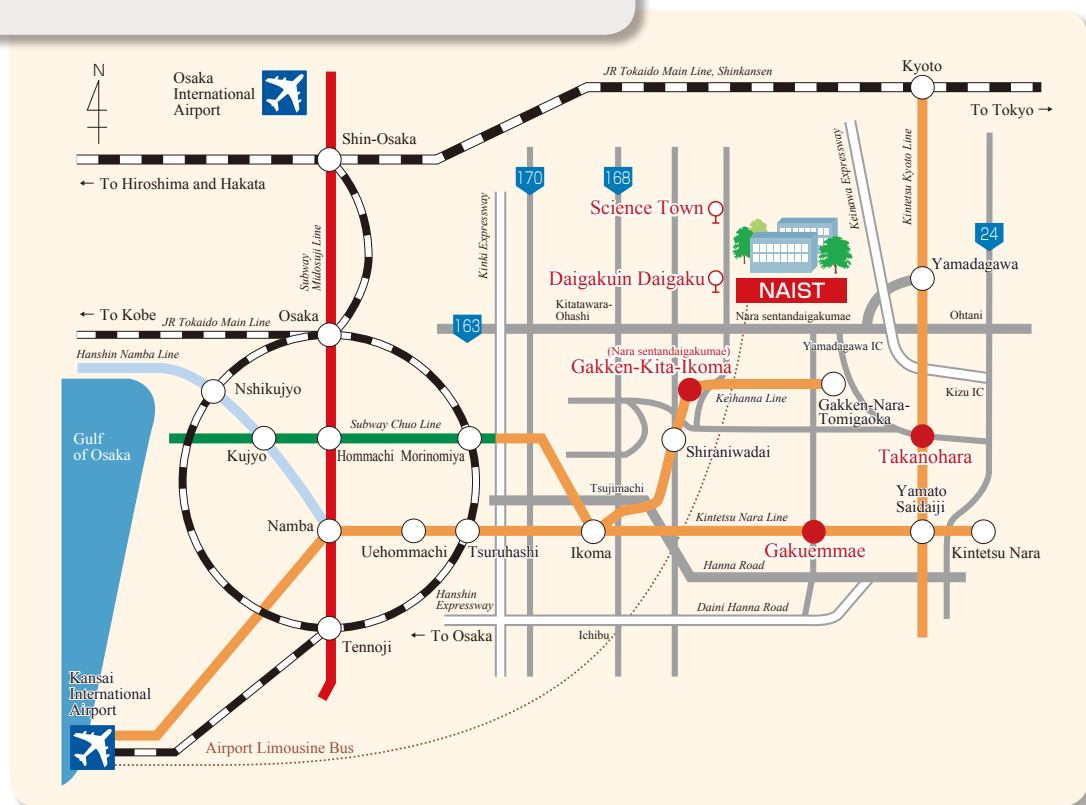 N
Osaka
International
Airport
JR Tokaido Main Line, Shinkansen
Kyoto
To Tokyo →
Shin-Osaka
← To Hiroshima and Hakata
Subway
Midosuji Line
Kinki Expressway
170
168
Science Town
Daigakuin Daigaku
NAIST
Keinawa Expressway
Kintetsu Kyoto Line
24
Yamadagawa
← To Kobe
JR Tokaido Main Line
Osaka
163
Kitatawara-
Ohashi
Nara sentandaigakumae
Ohtani
Yamadagawa IC
Hanshin Namba Line
Nshikujyo
(Nara sentandaigakumae)
Gakken-Kita-Ikoma
Keihanna Line
Gakken-Nara-
Tomigaoka
Kizu IC
Gulf
of Osaka
Kujyo
Subway Chuo Line
Hommachi
Morinomiya
Shiraniwadai
Takanohara
Tsujimachi
Yamato
Saidaiji
Namba
Uehommachi
Tsuruhashi
Ikoma
Kintetsu Nara Line
Gakuemmae
Kintetsu Nara
Hanna Road
Hanshin
Expressway
Daini Hanna Road
← To Osaka
Ichibu
Tennoji
Kansai
International
Airport
Airport Limousine Bus